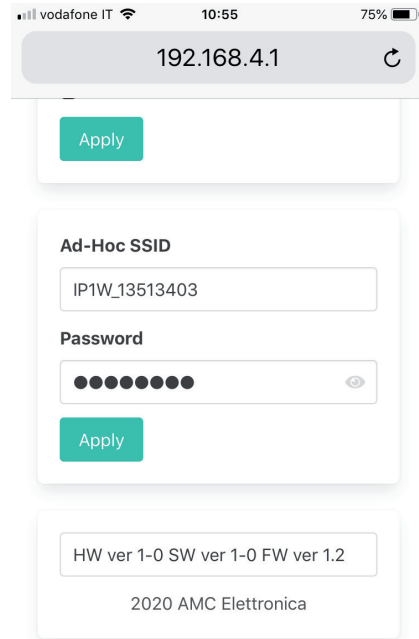 vodafone IT 10:55 75%
192.168.4.1
Apply
Ad-Hoc SSID
IP1W_13513403
Password
●●●●●●●●
Apply
HW ver 1-0 SW ver 1-0 FW ver 1.2
2020 AMC Elettronica